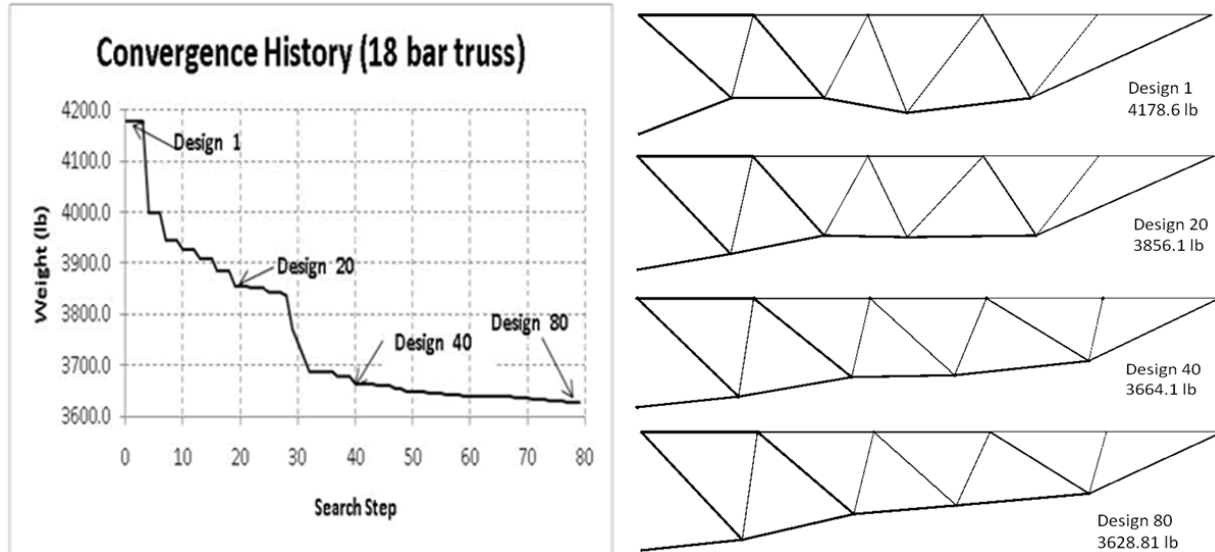 Convergence History (18 bar truss)
4200.0
4100.0
4000.0
3900.0
3800.0
3700.0
3600.0
Weight (lb)
Design 1
Design 20
Design 40
Design 80
0 10 20 30 40 50 60 70 80
Search Step
Design 1
4178.6 lb
Design 20
3856.1 lb
Design 40
3664.1 lb
Design 80
3628.81 lb